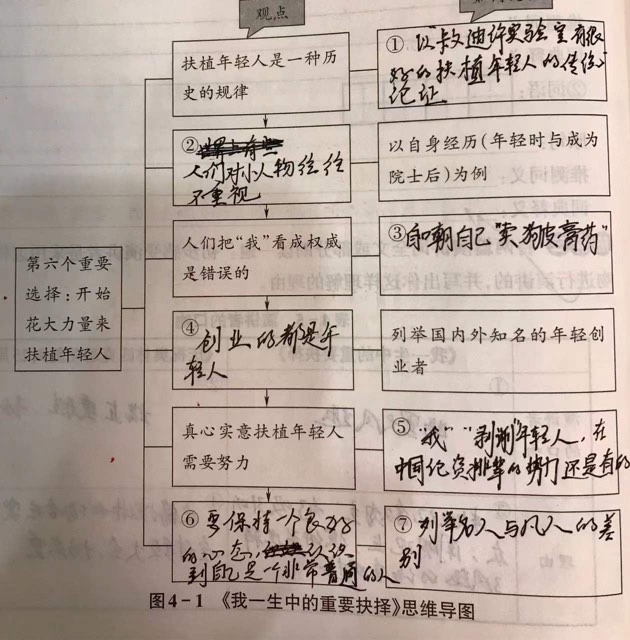 观点
扶植年轻人是一种历
史的规律
① 以卡文迪许实验室有很
好的扶植年轻人的传统
论证
②
人们对小人物往往
不重视
以自身经历(年轻时与成为
院士后)为例
人们把“我”看成权威
是错误的
③自嘲自己“卖狗皮膏药”
第六个重要
选择:开始
花大力量来
扶植年轻人
④创业的都是年
轻人
列举国内外知名的年轻创
业者
真心实意扶植年轻人
需要努力
⑤“我”“剥削”年轻人,在
中国论资排辈的势力还是有的
⑥要保持一个良好
的心态,认识
到自己是一个非常普通的人
⑦列举名人与凡人的差
别
图4-1 《我一生中的重要抉择》思维导图